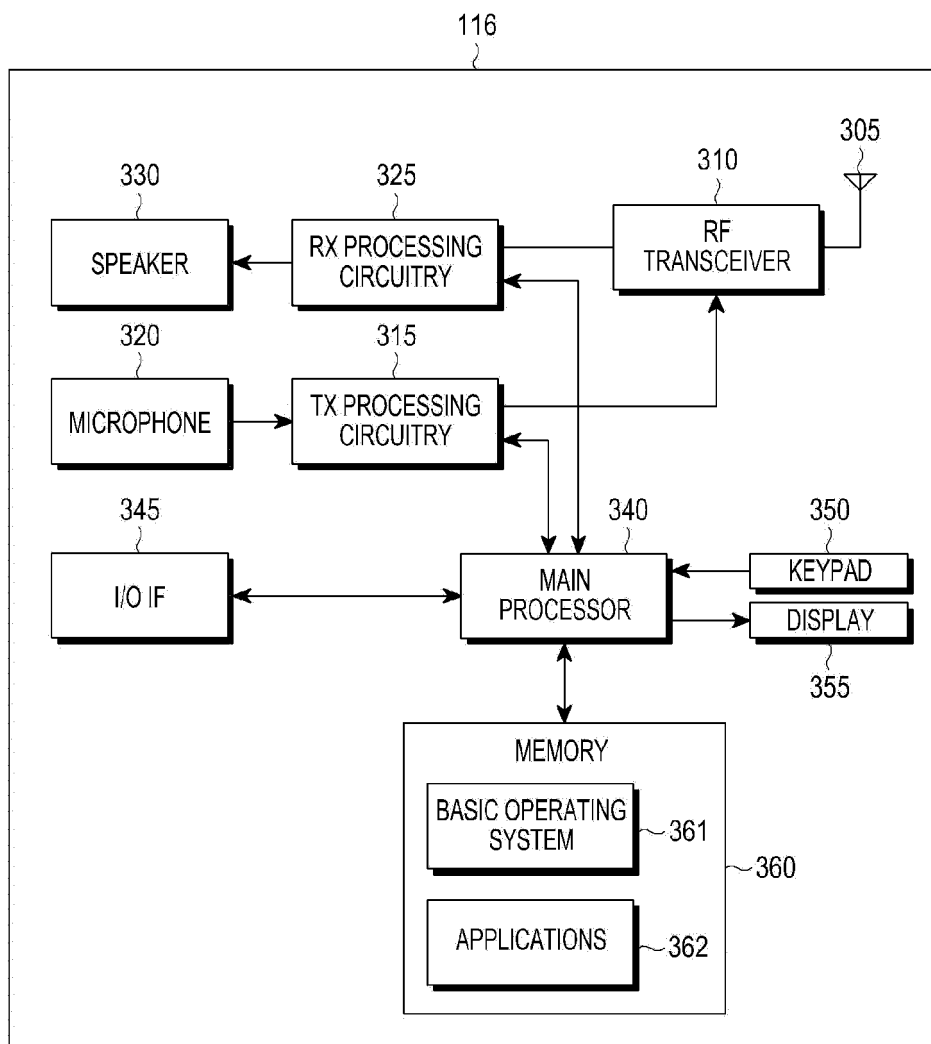 116
305
330
325
310
SPEAKER
RX PROCESSING
CIRCUITRY
RF
TRANSCEIVER
320
315
MICROPHONE
TX PROCESSING
CIRCUITRY
345
340
350
I/O IF
MAIN
PROCESSOR
KEYPAD
DISPLAY
355
MEMORY
BASIC OPERATING
SYSTEM
361
360
APPLICATIONS
362